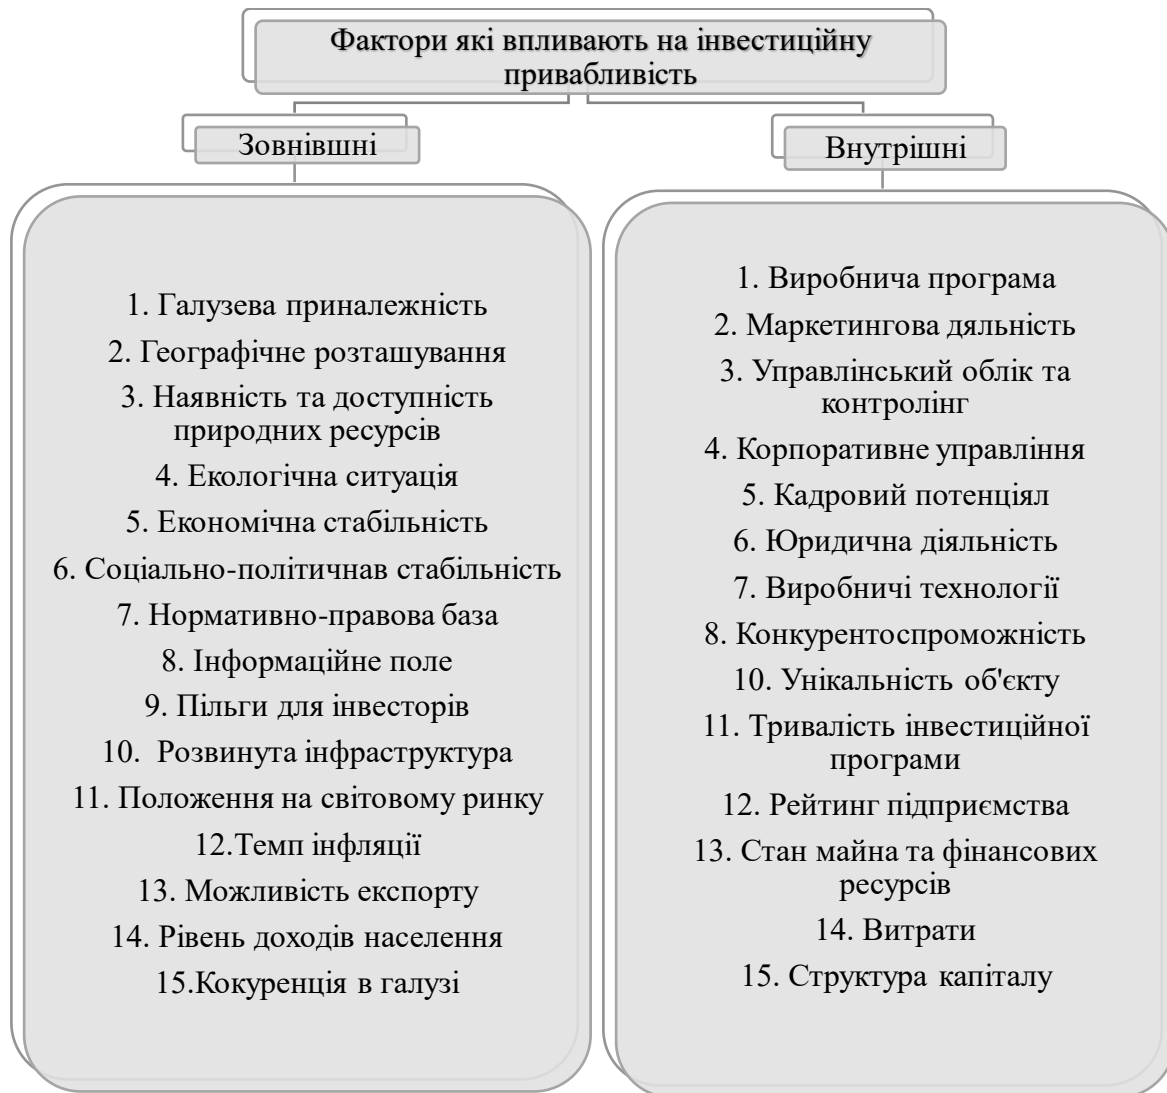 Фактори які впливають на інвестиційну
привабливість
Зовнівшні
1. Галузева приналежність
2. Географічне розташування
3. Наявність та доступність
природних ресурсів
4. Екологічна ситуація
5. Економічна стабільність
6. Соціально-політичнав стабільність
7. Нормативно-правова база
8. Інформаційне поле
9. Пільги для інвесторів
10. Розвинута інфраструктура
11. Положення на світовому ринку
12.Темп інфляції
13. Можливість експорту
14. Рівень доходів населення
15.Кокуренція в галузі
Внутрішні
1. Виробнича програма
2. Маркетингова дяльність
3. Управлінський облік та
контролінг
4. Корпоративне управління
5. Кадровий потенціял
6. Юридична діяльність
7. Виробничі технології
8. Конкурентоспроможність
10. Унікальність об'єкту
11. Тривалість інвестиційної
програми
12. Рейтинг підприємства
13. Стан майна та фінансових
ресурсів
14. Витрати
15. Структура капіталу